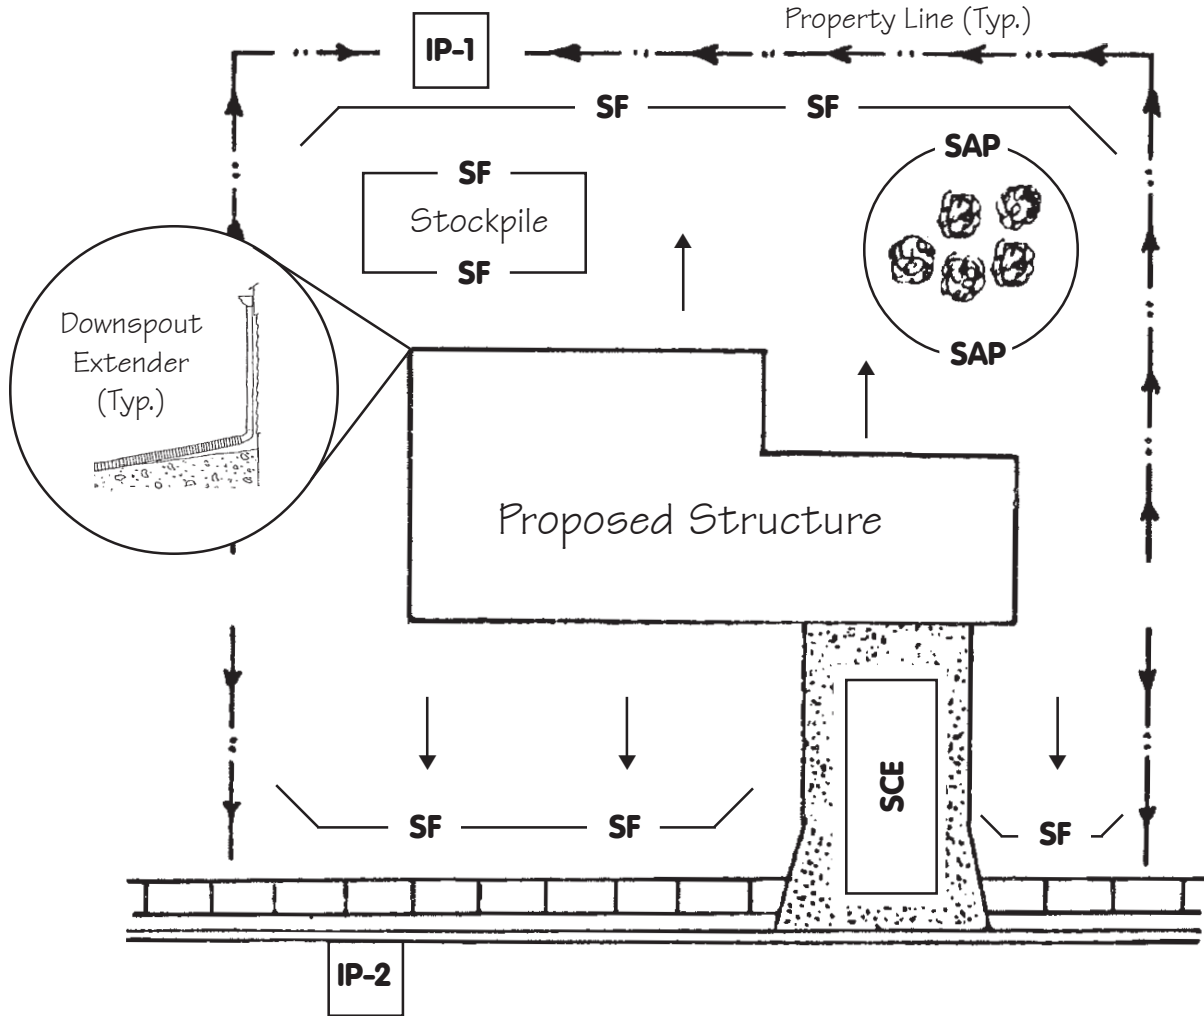 Property Line (Typ.)
IP-1
SF SF
SAP
SF
Stockpile
SF
Downspout
Extender
(Typ.)
SAP
Proposed Structure
SCE
SF SF SF
IP-2